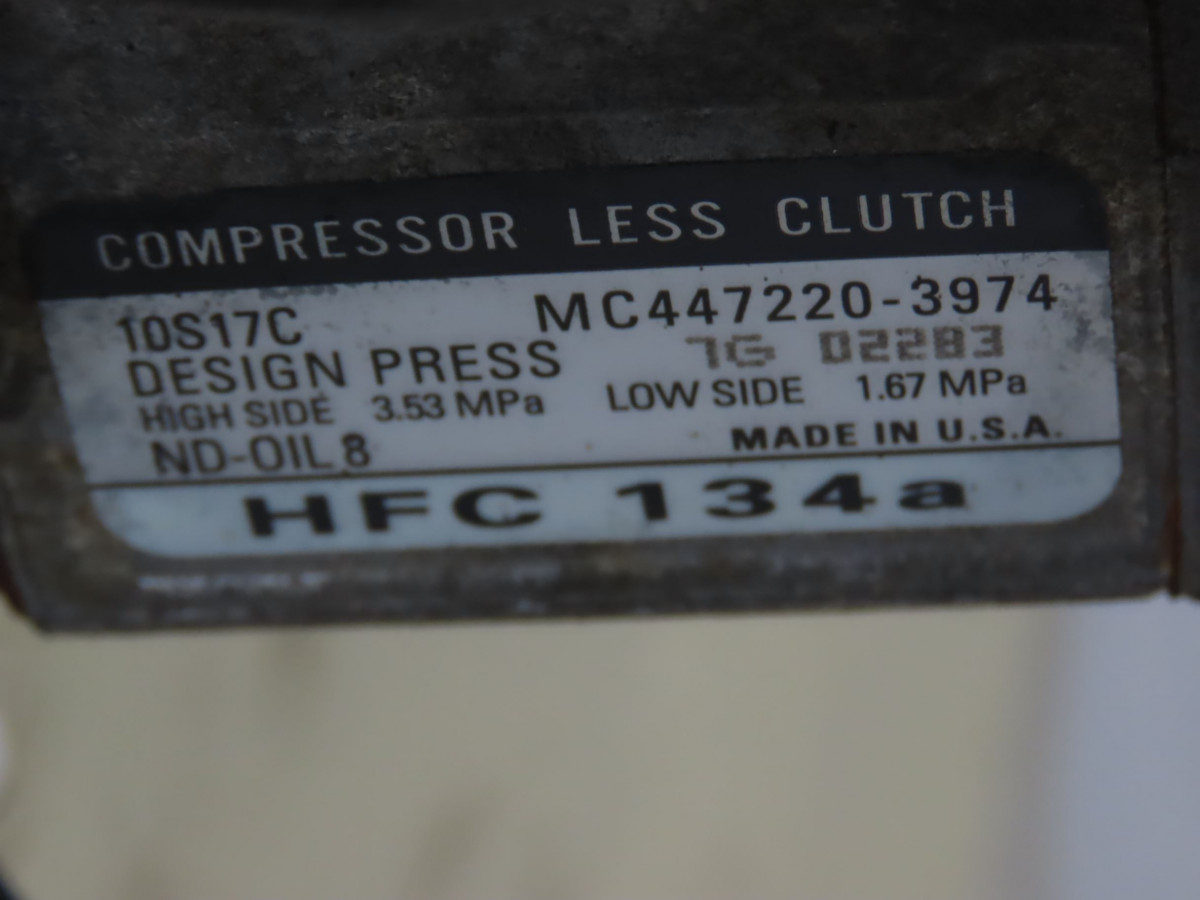 COMPRESSOR LESS CLUTCH
10S17C MC447220-3974
DESIGN PRESS 7G 02283
HIGH SIDE 3.53 MPa LOW SIDE 1.67 MPa
ND-OIL 8 MADE IN U.S.A.
HFC 134a